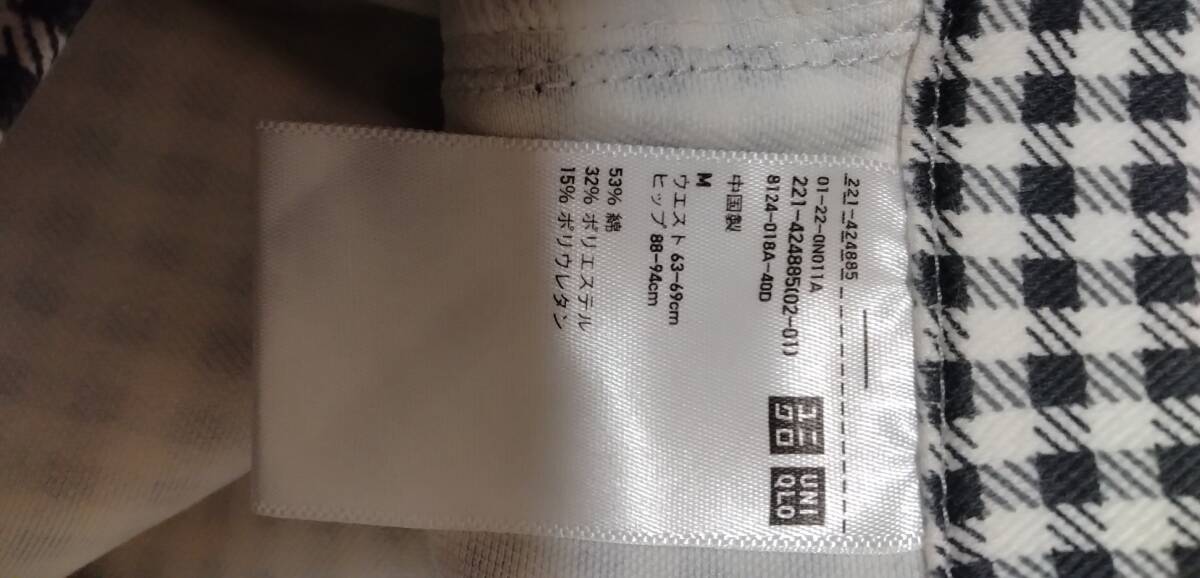 221-424885
01-22-0N011A
221-424885(02-01)
8124-018A-40D
ユニ
クロ
UNI
QLO
中国製
M
ウエスト 63-69cm
ヒップ 88-94cm
53% 綿
32% ポリエステル
15% ポリウレタン